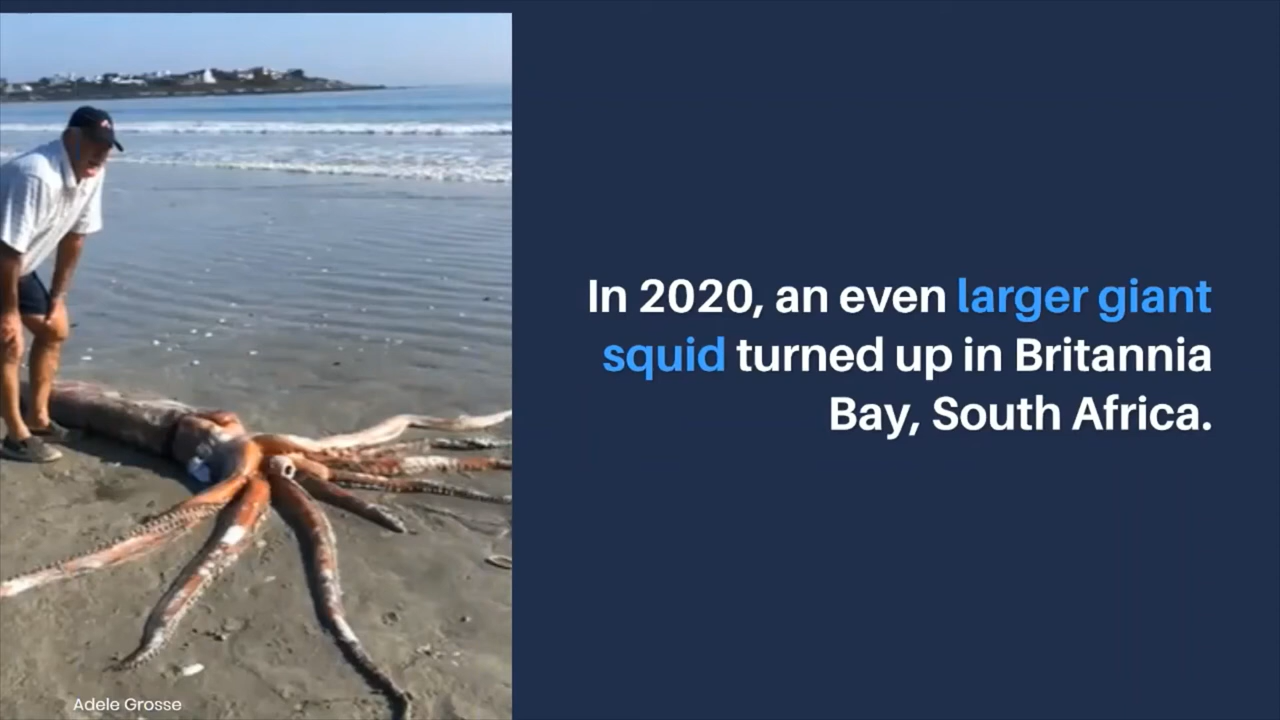 In 2020, an even larger giant
squid turned up in Britannia
Bay, South Africa.
Adele Grosse